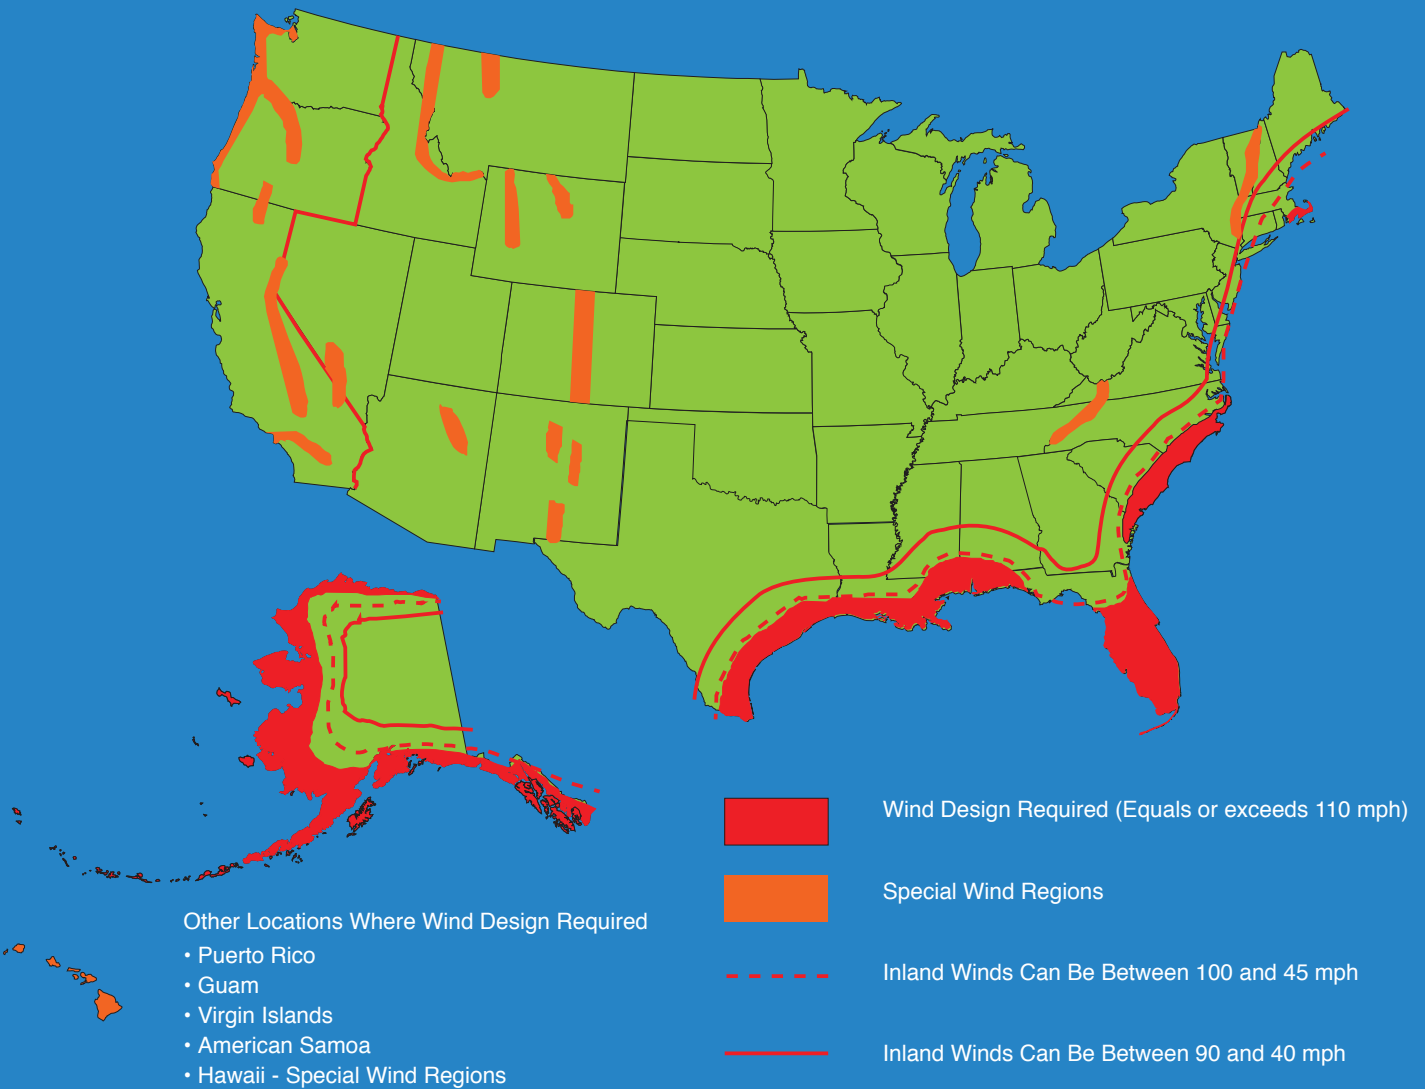 Wind Design Required (Equals or exceeds 110 mph)
Special Wind Regions
Inland Winds Can Be Between 100 and 45 mph
Inland Winds Can Be Between 90 and 40 mph
Other Locations Where Wind Design Required
• Puerto Rico
• Guam
• Virgin Islands
• American Samoa
• Hawaii - Special Wind Regions